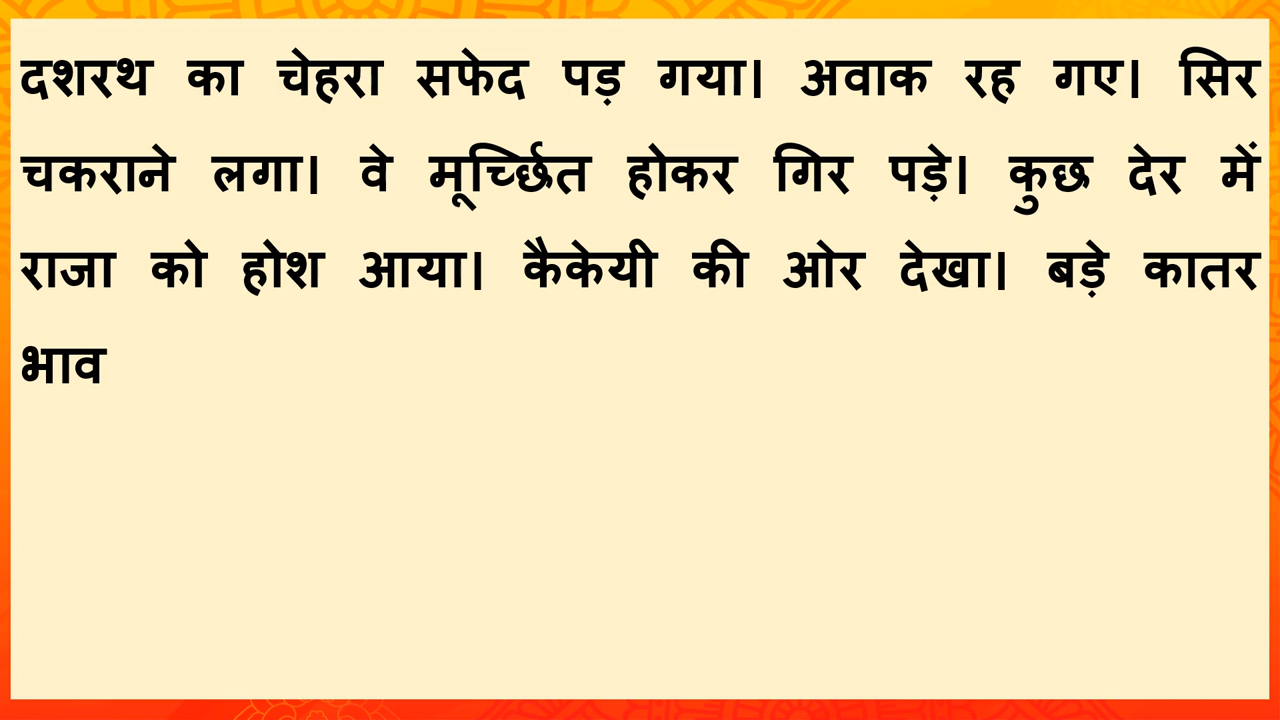 दशरथ का चेहरा सफेद पड़ गया। अवाक रह गए। सिर
चकराने लगा। वे मूर्च्छित होकर गिर पड़े। कुछ देर में
राजा को होश आया। कैकेयी की ओर देखा। बड़े कातर
भाव